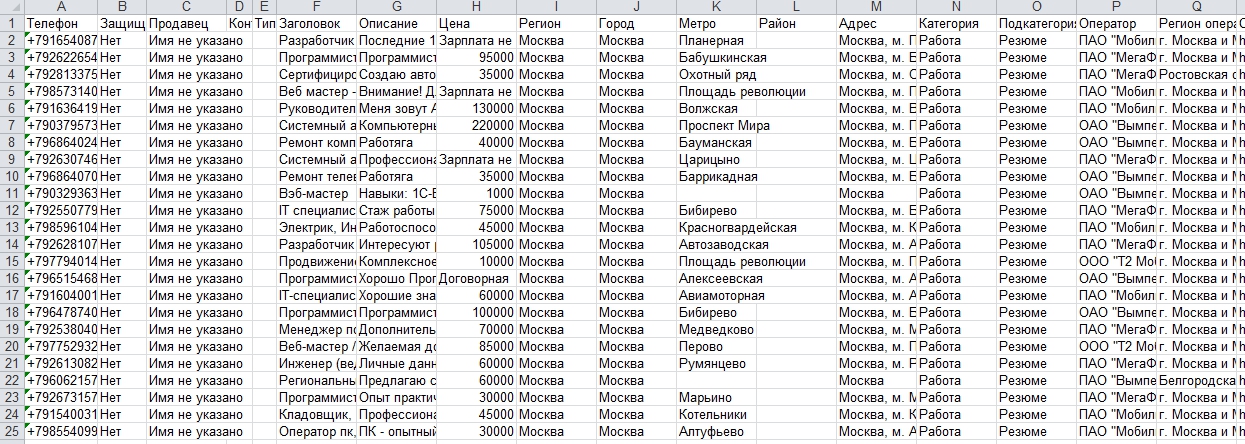 A B C D E F G H I J K L M N O P Q
1 Телефон Защищ Продавец Кон Тип Заголовок Описание Цена Регион Город Метро Район Адрес Категория Подкатегори Оператор Регион опера
2 +791654087 Нет Имя не указано Разработчик Последние 1 Зарплата не Москва Москва Планерная Москва, м. П Работа Резюме ПАО "Мобил г. Москва и М
3 +792622654 Нет Имя не указано Программист Программист 95000 Москва Москва Бабушкинская Москва, м. Б Работа Резюме ПАО "МегаФ г. Москва и М
4 +792813375 Нет Имя не указано Сертифициро Создаю авто 35000 Москва Москва Охотный ряд Москва, м. О Работа Резюме ПАО "МегаФ Ростовская о
5 +798573140 Нет Имя не указано Веб мастер - Внимание! Д Зарплата не Москва Москва Площадь революции Москва, м. П Работа Резюме ПАО "Мобил г. Москва и М
6 +791636419 Нет Имя не указано Руководител Меня зовут А 130000 Москва Москва Волжская Москва, м. В Работа Резюме ПАО "Мобил г. Москва и М
7 +790379573 Нет Имя не указано Системный а Компьютерны 220000 Москва Москва Проспект Мира Москва, м. П Работа Резюме ОАО "Вымпе г. Москва и М
8 +796864024 Нет Имя не указано Ремонт комп Работяга 40000 Москва Москва Бауманская Москва, м. Б Работа Резюме ОАО "Вымпе г. Москва и М
9 +792630746 Нет Имя не указано Системный а Профессиона Зарплата не Москва Москва Царицыно Москва, м. Ц Работа Резюме ПАО "МегаФ г. Москва и М
10 +796864070 Нет Имя не указано Ремонт телев Работяга 35000 Москва Москва Баррикадная Москва, м. Б Работа Резюме ОАО "Вымпе г. Москва и М
11 +790329363 Нет Имя не указано Вэб-мастер Навыки: 1С-Б 1000 Москва Москва Москва Работа Резюме ОАО "Вымпе г. Москва и М
12 +792550779 Нет Имя не указано IT специалис Стаж работы 75000 Москва Москва Бибирево Москва, м. Б Работа Резюме ПАО "МегаФ г. Москва и М
13 +798596104 Нет Имя не указано Электрик, Ин Работоспосо 45000 Москва Москва Красногвардейская Москва, м. К Работа Резюме ПАО "Мобил г. Москва и М
14 +792628107 Нет Имя не указано Разработчик Интересуют р 105000 Москва Москва Автозаводская Москва, м. А Работа Резюме ПАО "МегаФ г. Москва и М
15 +797794014 Нет Имя не указано Продвижени Комплексное 10000 Москва Москва Площадь революции Москва, м. П Работа Резюме ООО "Т2 Моб г. Москва и М
16 +796515468 Нет Имя не указано Программист Хорошо Прог Договорная Москва Москва Алексеевская Москва, м. А Работа Резюме ОАО "Вымпе г. Москва и М
17 +791604001 Нет Имя не указано IT-специалис Хорошие зна 60000 Москва Москва Авиамоторная Москва, м. А Работа Резюме ПАО "Мобил г. Москва и М
18 +796478740 Нет Имя не указано Программист Программист 100000 Москва Москва Бибирево Москва, м. Б Работа Резюме ОАО "Вымпе г. Москва и М
19 +792538040 Нет Имя не указано Менеджер по Дополнитель 70000 Москва Москва Медведково Москва, м. М Работа Резюме ПАО "МегаФ г. Москва и М
20 +797752932 Нет Имя не указано Веб-мастер / Желаемая до 85000 Москва Москва Перово Москва, м. П Работа Резюме ООО "Т2 Моб г. Москва и М
21 +792613082 Нет Имя не указано Инженер (ве Личные данн 60000 Москва Москва Румянцево Москва, м. Р Работа Резюме ПАО "МегаФ г. Москва и М
22 +796062157 Нет Имя не указано Региональны Предлагаю с 60000 Москва Москва Москва Работа Резюме ПАО "Вымпе Белгородска
23 +792673157 Нет Имя не указано Программист Опыт практич 30000 Москва Москва Марьино Москва, м. М Работа Резюме ПАО "МегаФ г. Москва и М
24 +791540031 Нет Имя не указано Кладовщик, Профессиона 45000 Москва Москва Котельники Москва, м. К Работа Резюме ПАО "Мобил г. Москва и М
25 +798554099 Нет Имя не указано Оператор пк, ПК - опытный 30000 Москва Москва Алтуфьево Москва, м. А Работа Резюме ПАО "Мобил г. Москва и М